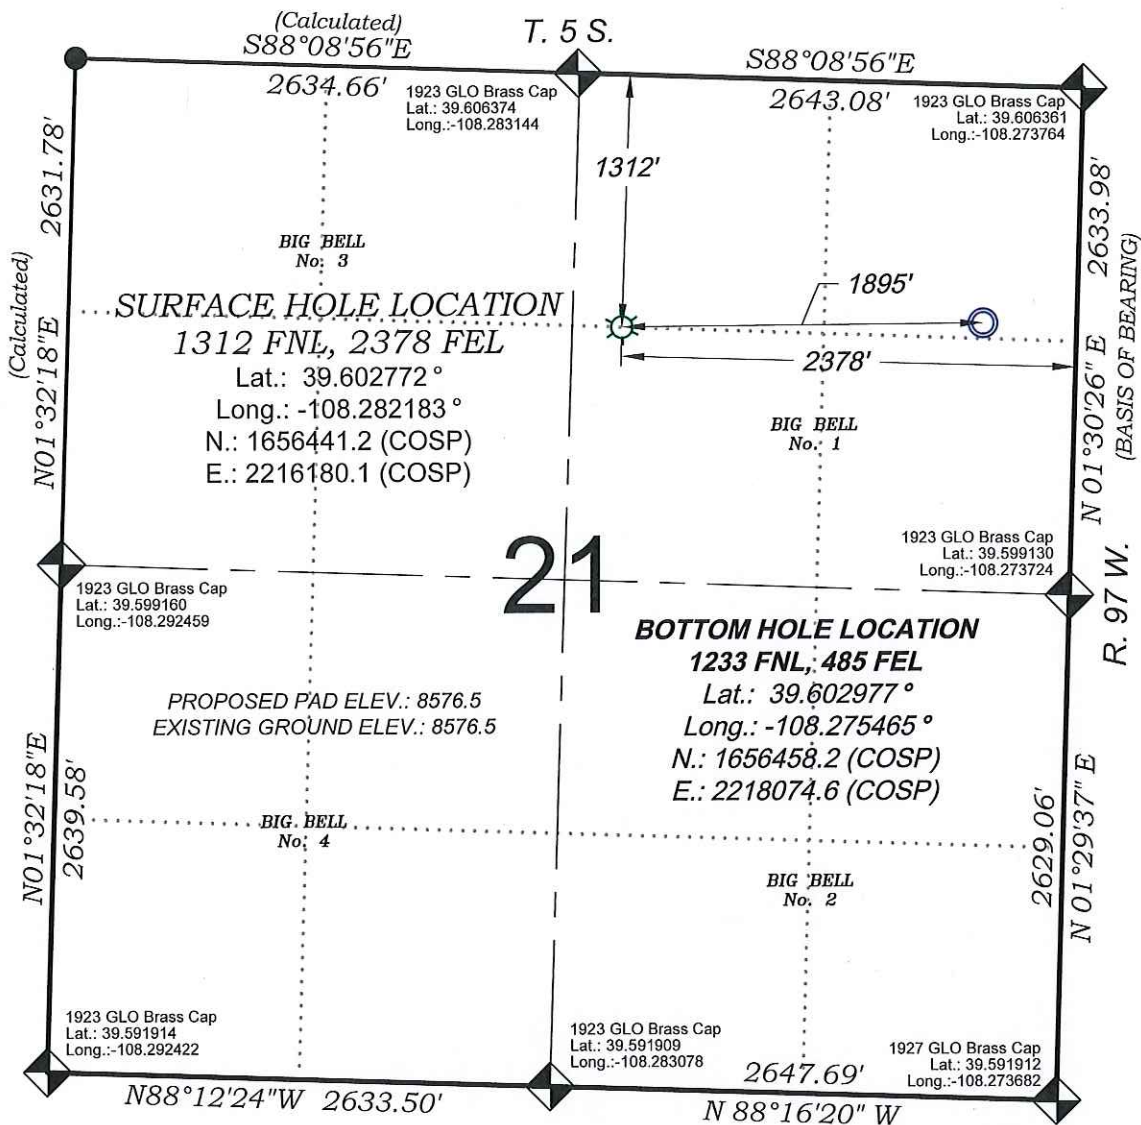 (Calculated)
S88°08'56"E
T. 5 S.
S88°08'56"E
2634.66'
1923 GLO Brass Cap
Lat.: 39.606374
Long.:-108.283144
2643.08'
1923 GLO Brass Cap
Lat.: 39.606361
Long.:-108.273764
2631.78'
1312'
2633.98'
BIG BELL
No. 3
(Calculated)
N01°32'18"E
1895'
SURFACE HOLE LOCATION
1312 FNL, 2378 FEL
Lat.: 39.602772°
Long.: -108.282183°
N.: 1656441.2 (COSP)
E.: 2216180.1 (COSP)
2378'
N 01°30'26" E
(BASIS OF BEARING)
BIG BELL
No. 1
21
1923 GLO Brass Cap
Lat.: 39.599130
Long.:-108.273724
R. 97 W.
1923 GLO Brass Cap
Lat.: 39.599160
Long.:-108.292459
BOTTOM HOLE LOCATION
1233 FNL, 485 FEL
Lat.: 39.602977°
Long.: -108.275465°
N.: 1656458.2 (COSP)
E.: 2218074.6 (COSP)
PROPOSED PAD ELEV.: 8576.5
EXISTING GROUND ELEV.: 8576.5
N01°32'18"E
2639.58'
BIG BELL
No. 4
2629.06'
N 01°29'37" E
BIG BELL
No. 2
1923 GLO Brass Cap
Lat.: 39.591914
Long.:-108.292422
1923 GLO Brass Cap
Lat.: 39.591909
Long.:-108.283078
1927 GLO Brass Cap
Lat.: 39.591912
Long.:-108.273682
2647.69'
N88°12'24"W 2633.50'
N 88°16'20" W